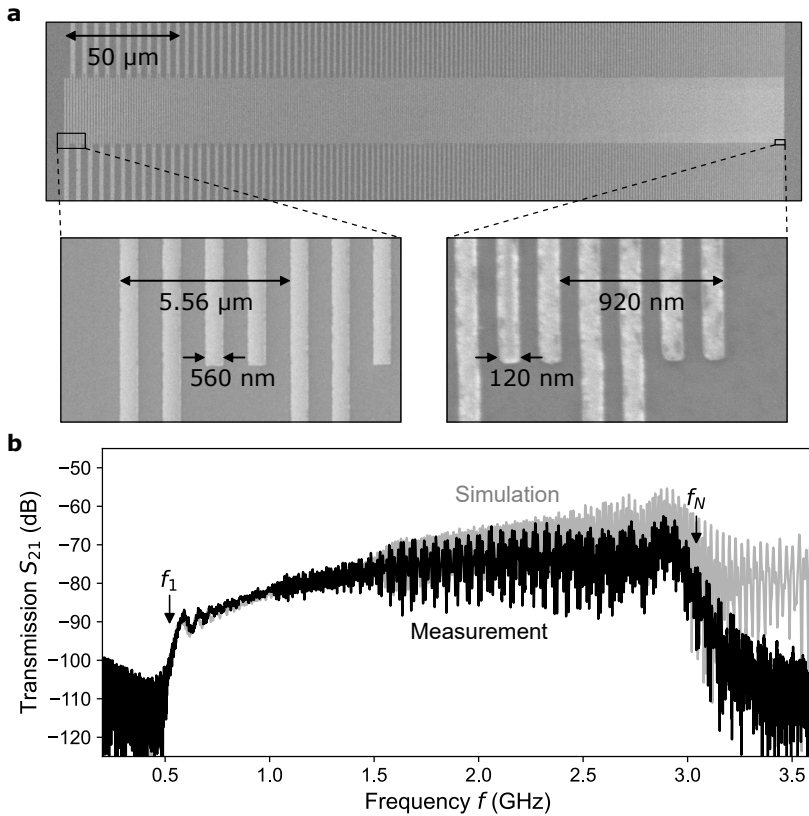 a
50 µm
5.56 µm
560 nm
920 nm
120 nm
b
Transmission S21 (dB)
−50
−60
−70
−80
−90
−100
−110
−120
f1
Simulation
fN
Measurement
0.5
1.0
1.5
2.0
2.5
3.0
3.5
Frequency f (GHz)